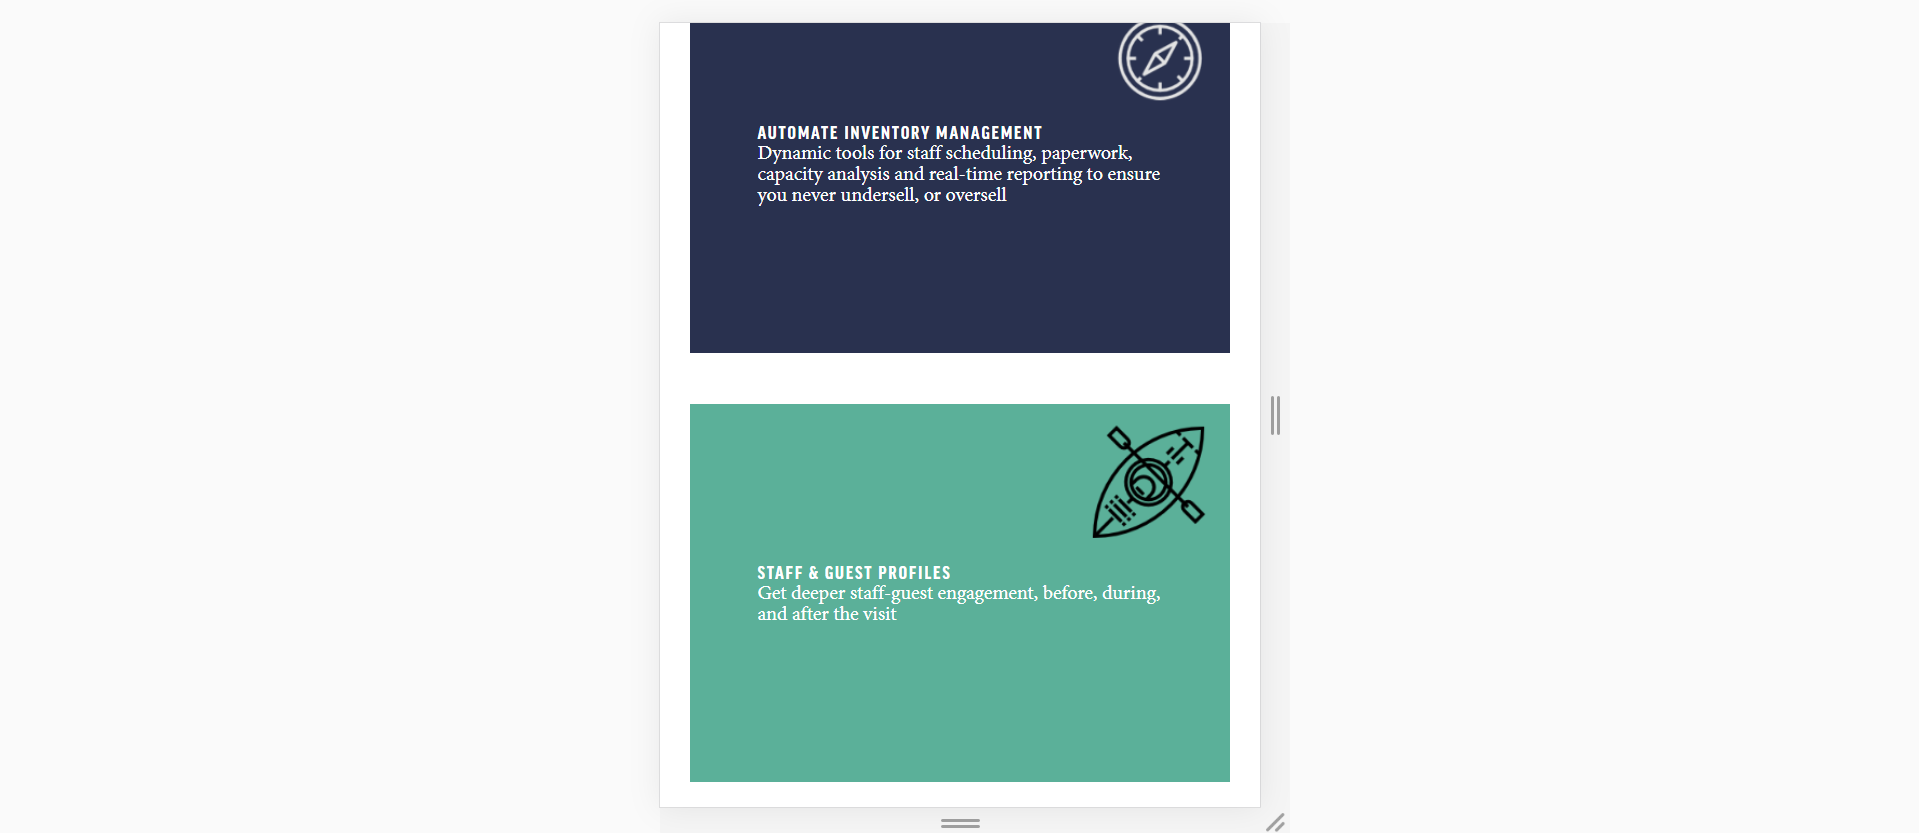 AUTOMATE INVENTORY MANAGEMENT
Dynamic tools for staff scheduling, paperwork,
capacity analysis and real-time reporting to ensure
you never undersell, or oversell
STAFF & GUEST PROFILES
Get deeper staff-guest engagement, before, during,
and after the visit